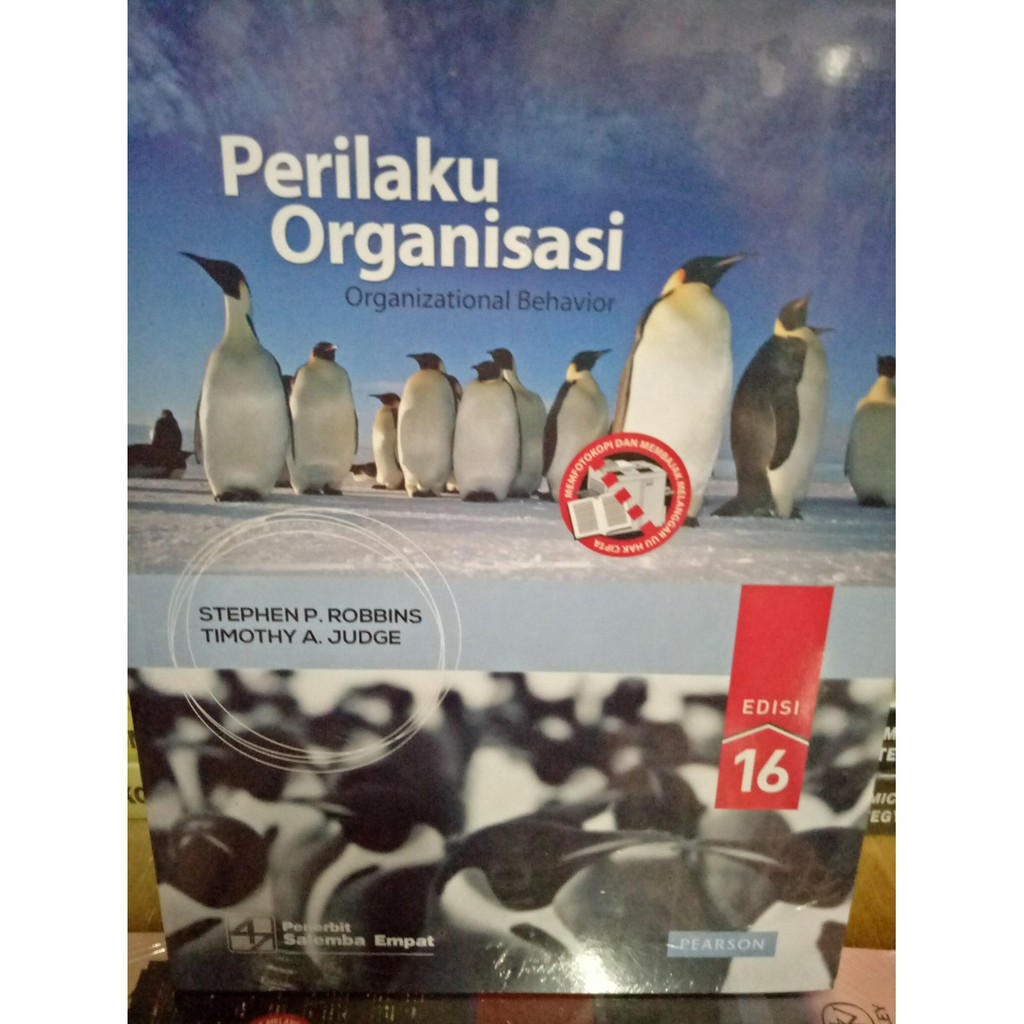 Perilaku
Organisasi
Organizational Behavior
MEMFOTOKOPI DAN MEMBAJAK MELANGGAR UU HAK CIPTA
STEPHEN P. ROBBINS
TIMOTHY A. JUDGE
EDISI
16
Penerbit
Salemba Empat
PEARSON